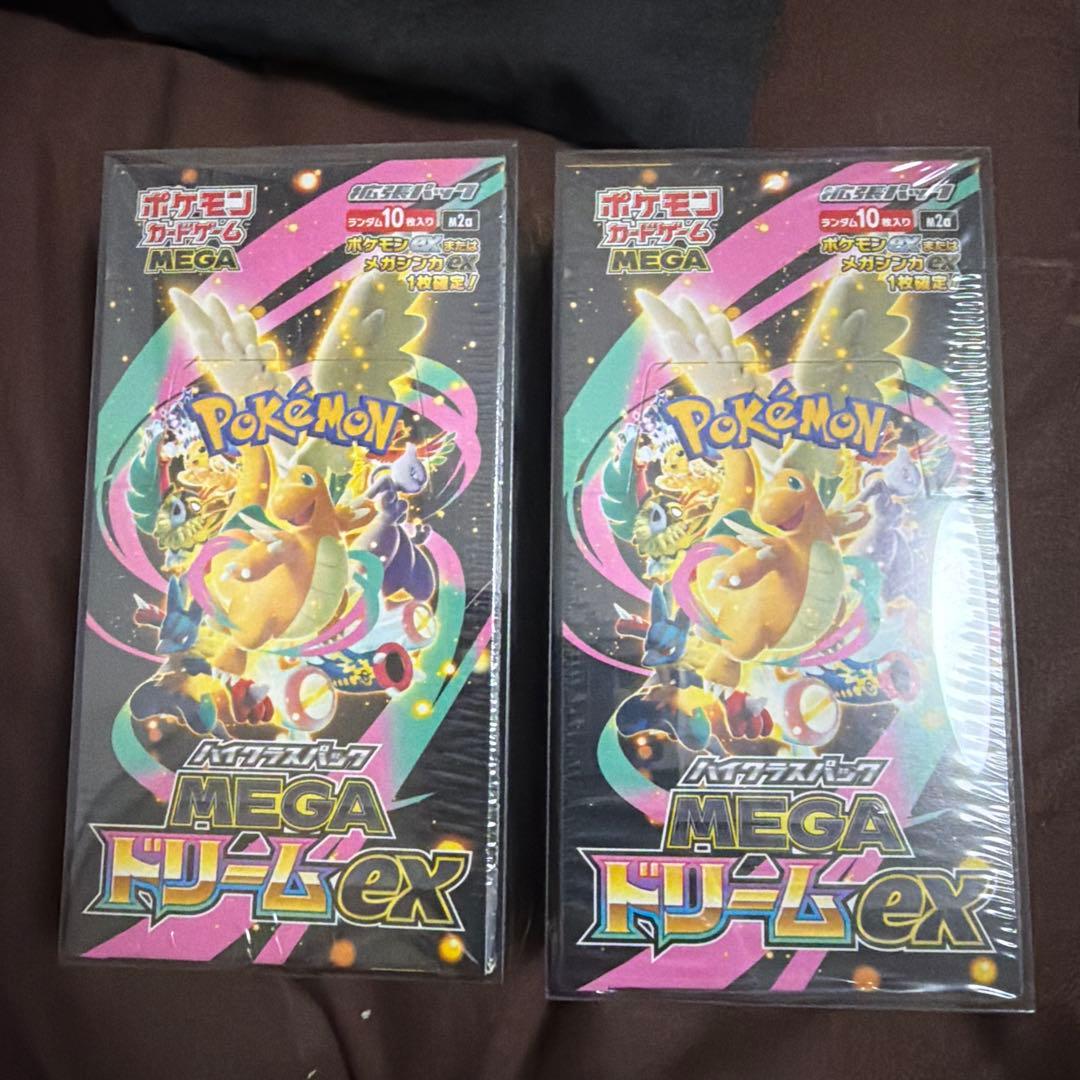 ポケモン
カードゲーム
MEGA
拡張パック
ランダム10枚入り M2a
ポケモンexまたは
メガシンカex
1枚確定!
POKéMON
ハイクラスパック
MEGA
ドリームex
ポケモン
カードゲーム
MEGA
拡張パック
ランダム10枚入り M2a
ポケモンexまたは
メガシンカex
1枚確定!
POKéMON
ハイクラスパック
MEGA
ドリームex